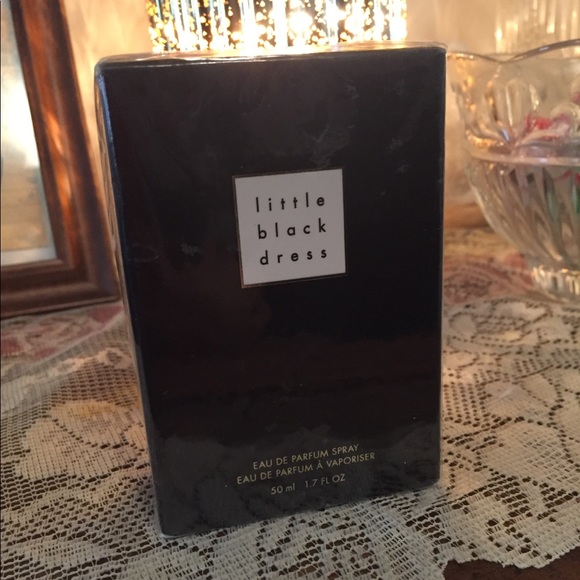 little
black
dress
EAU DE PARFUM SPRAY
EAU DE PARFUM À VAPORISER
50 ml 1.7 FL OZ